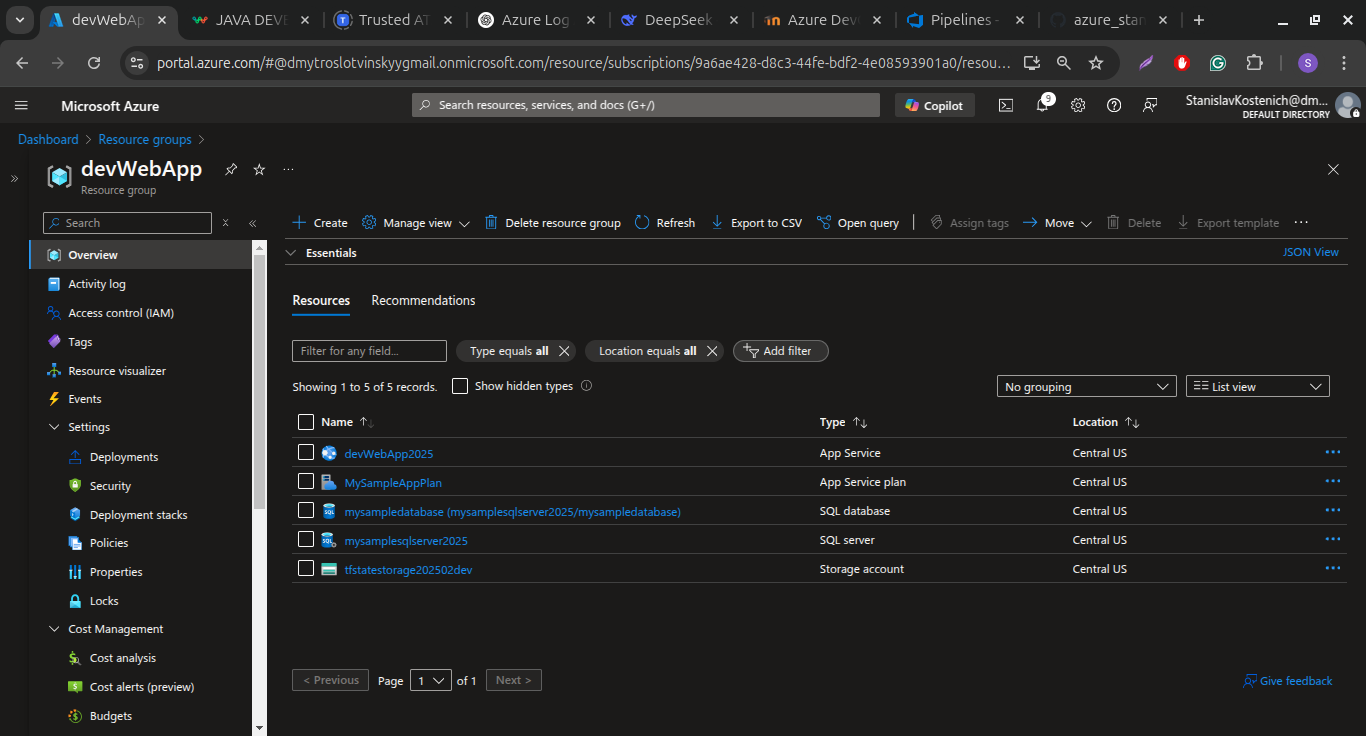 devWebAp
JAVA DEVE
Trusted AT
Azure Log
DeepSeek
Azure Dev
Pipelines -
azure_star
portal.azure.com/#@dmytroslotvinskyygmail.onmicrosoft.com/resource/subscriptions/9a6ae428-d8c3-44fe-bdf2-4e08593901a0/resou...
S
Microsoft Azure
Search resources, services, and docs (G+/)
Copilot
9
StanislavKostenich@dm...
DEFAULT DIRECTORY
Dashboard > Resource groups >
devWebApp
Resource group
Search
Create
Manage view
Delete resource group
Refresh
Export to CSV
Open query
Assign tags
Move
Delete
Export template
Overview
Activity log
Access control (IAM)
Tags
Resource visualizer
Events
Settings
Deployments
Security
Deployment stacks
Policies
Properties
Locks
Cost Management
Cost analysis
Cost alerts (preview)
Budgets
Essentials
JSON View
Resources Recommendations
Filter for any field...
Type equals all
Location equals all
Add filter
Showing 1 to 5 of 5 records.
Show hidden types
No grouping
List view
Name Type Location
devWebApp2025 App Service Central US
MySampleAppPlan App Service plan Central US
mysampledatabase (mysamplesqlserver2025/mysampledatabase) SQL database Central US
mysamplesqlserver2025 SQL server Central US
tfstatestorage202502dev Storage account Central US
< Previous Page 1 of 1 Next >
Give feedback